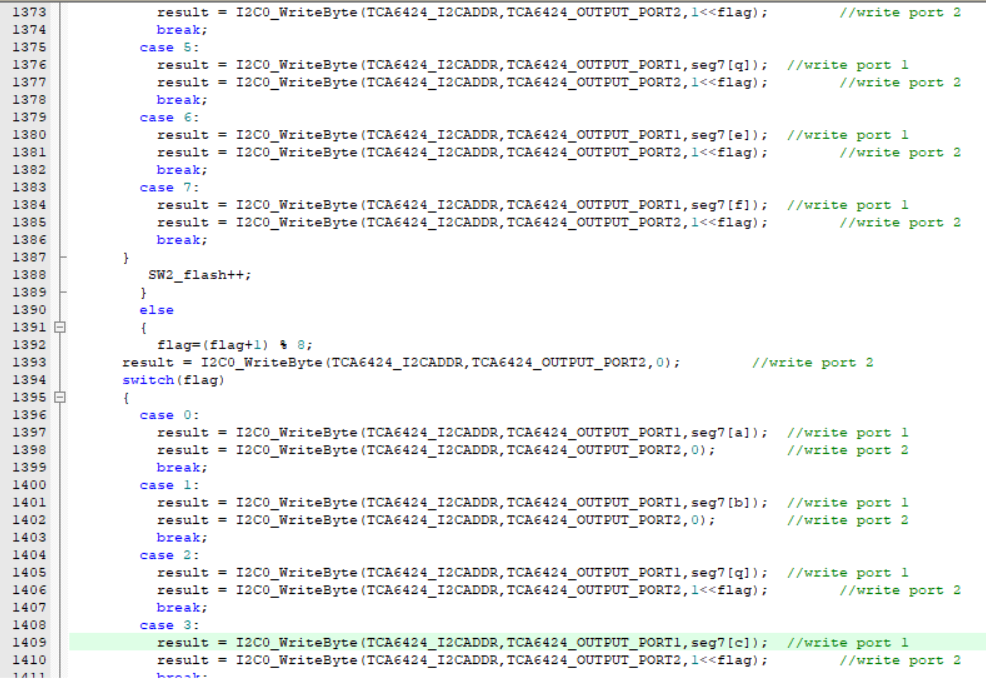 1373 result = I2C0_WriteByte(TCA6424_I2CADDR,TCA6424_OUTPUT_PORT2,1<<flag); //write port 2
1374 break;
1375 case 5:
1376 result = I2C0_WriteByte(TCA6424_I2CADDR,TCA6424_OUTPUT_PORT1,seg7[q]); //write port 1
1377 result = I2C0_WriteByte(TCA6424_I2CADDR,TCA6424_OUTPUT_PORT2,1<<flag); //write port 2
1378 break;
1379 case 6:
1380 result = I2C0_WriteByte(TCA6424_I2CADDR,TCA6424_OUTPUT_PORT1,seg7[e]); //write port 1
1381 result = I2C0_WriteByte(TCA6424_I2CADDR,TCA6424_OUTPUT_PORT2,1<<flag); //write port 2
1382 break;
1383 case 7:
1384 result = I2C0_WriteByte(TCA6424_I2CADDR,TCA6424_OUTPUT_PORT1,seg7[f]); //write port 1
1385 result = I2C0_WriteByte(TCA6424_I2CADDR,TCA6424_OUTPUT_PORT2,1<<flag); //write port 2
1386 break;
1387 }
1388 SW2_flash++;
1389 }
1390 else
1391 {
1392 flag=(flag+1) % 8;
1393 result = I2C0_WriteByte(TCA6424_I2CADDR,TCA6424_OUTPUT_PORT2,0); //write port 2
1394 switch(flag)
1395 {
1396 case 0:
1397 result = I2C0_WriteByte(TCA6424_I2CADDR,TCA6424_OUTPUT_PORT1,seg7[a]); //write port 1
1398 result = I2C0_WriteByte(TCA6424_I2CADDR,TCA6424_OUTPUT_PORT2,0); //write port 2
1399 break;
1400 case 1:
1401 result = I2C0_WriteByte(TCA6424_I2CADDR,TCA6424_OUTPUT_PORT1,seg7[b]); //write port 1
1402 result = I2C0_WriteByte(TCA6424_I2CADDR,TCA6424_OUTPUT_PORT2,0); //write port 2
1403 break;
1404 case 2:
1405 result = I2C0_WriteByte(TCA6424_I2CADDR,TCA6424_OUTPUT_PORT1,seg7[q]); //write port 1
1406 result = I2C0_WriteByte(TCA6424_I2CADDR,TCA6424_OUTPUT_PORT2,1<<flag); //write port 2
1407 break;
1408 case 3:
1409 result = I2C0_WriteByte(TCA6424_I2CADDR,TCA6424_OUTPUT_PORT1,seg7[c]); //write port 1
1410 result = I2C0_WriteByte(TCA6424_I2CADDR,TCA6424_OUTPUT_PORT2,1<<flag); //write port 2
1411 break;